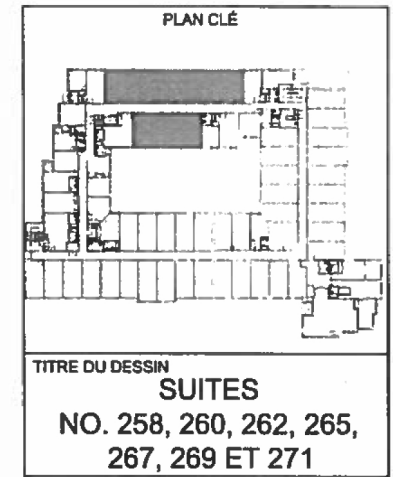 PLAN CLÉ
TITRE DU DESSIN
SUITES
NO. 258, 260, 262, 265,
267, 269 ET 271